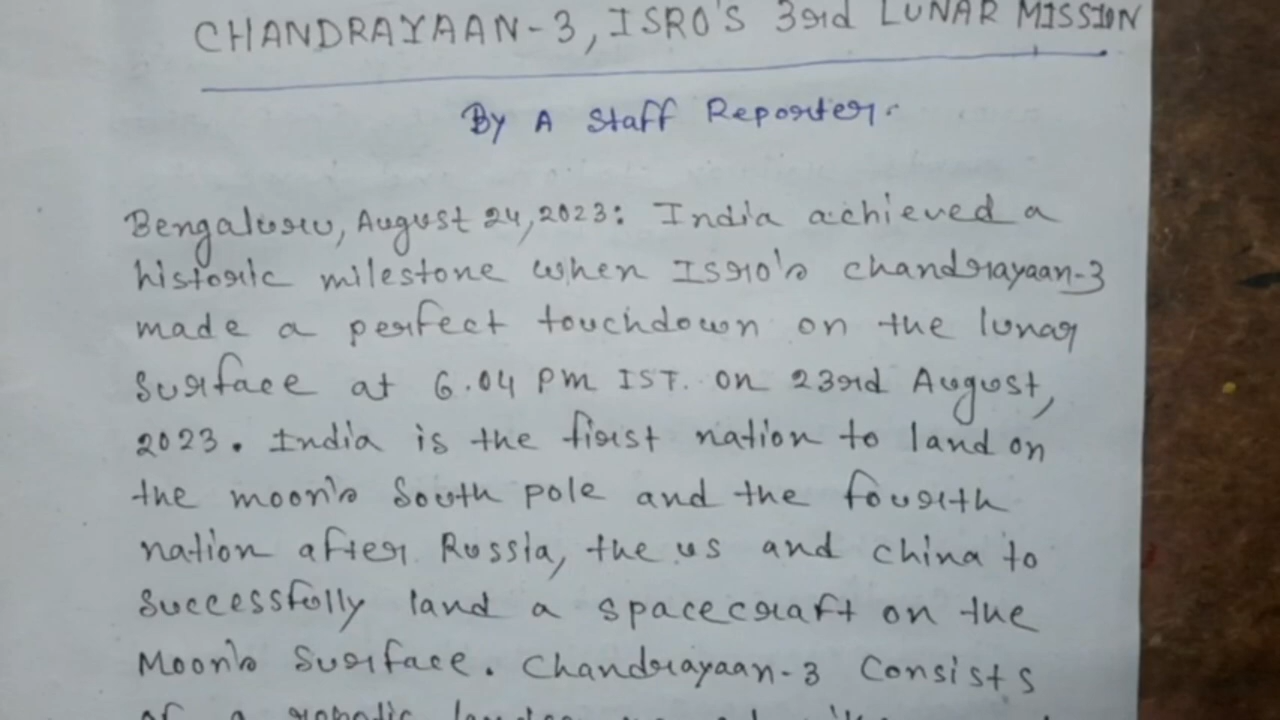 CHANDRAYAAN-3, ISRO'S 3rd LUNAR MISSION
By A Staff Reporter.
Bengaluru, August 24, 2023: India achieved a
historic milestone when Isro's chandrayaan-3
made a perfect touchdown on the lunar
surface at 6.04 PM IST. on 23rd August,
2023. India is the first nation to land on
the moon's South pole and the fourth
nation after Russia, the us and china to
successfully land a spacecraft on the
Moon's Surface. Chandrayaan-3 Consists
of a robotic